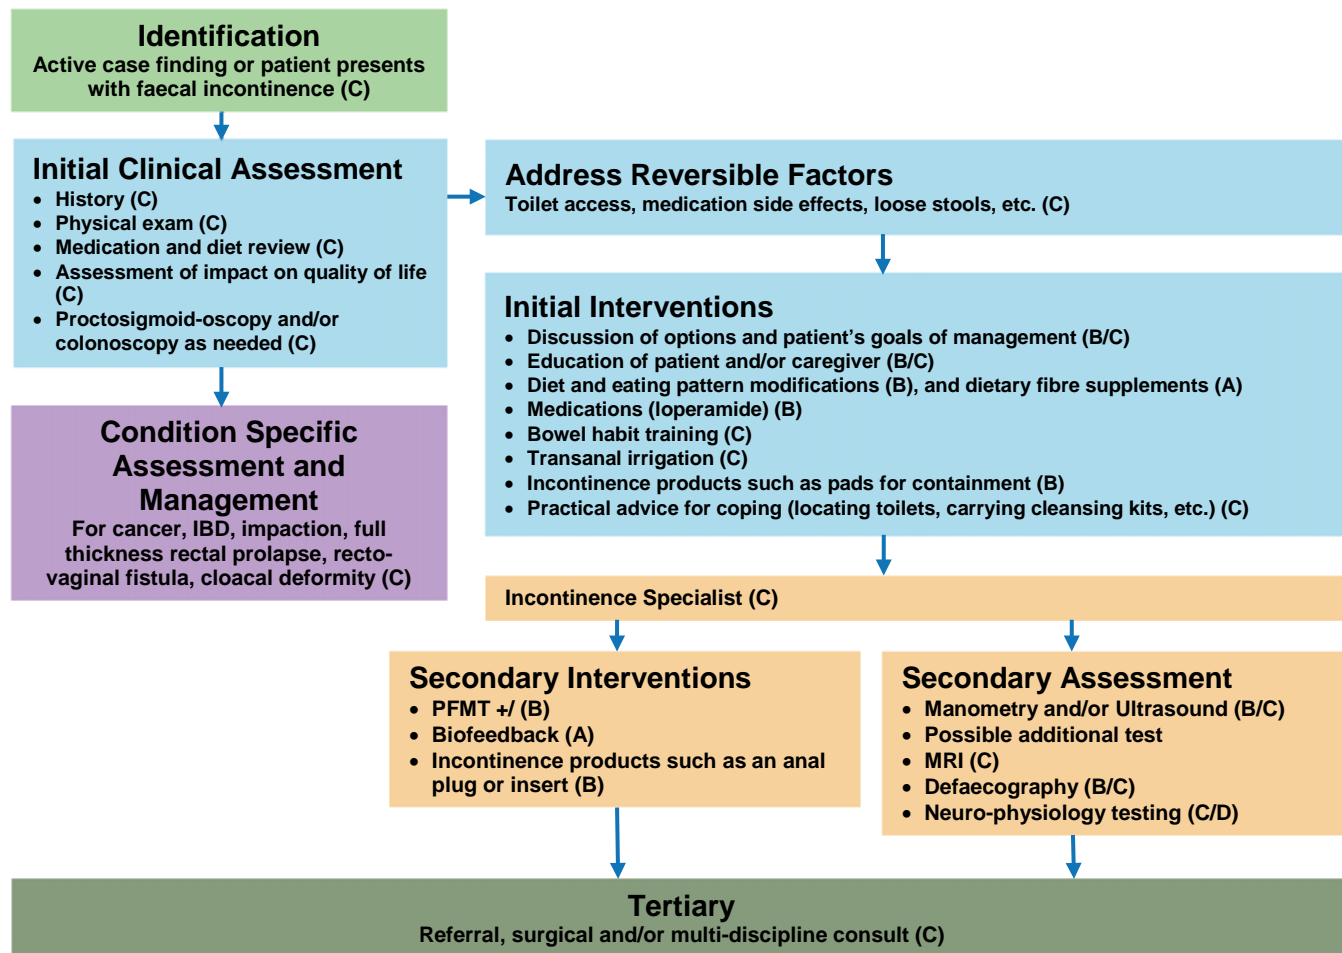 Identification
Active case finding or patient presents
with faecal incontinence (C)
Initial Clinical Assessment
• History (C)
• Physical exam (C)
• Medication and diet review (C)
• Assessment of impact on quality of life
(C)
• Proctosigmoid-oscopy and/or
colonoscopy as needed (C)
Address Reversible Factors
Toilet access, medication side effects, loose stools, etc. (C)
Initial Interventions
• Discussion of options and patient’s goals of management (B/C)
• Education of patient and/or caregiver (B/C)
• Diet and eating pattern modifications (B), and dietary fibre supplements (A)
• Medications (loperamide) (B)
• Bowel habit training (C)
• Transanal irrigation (C)
• Incontinence products such as pads for containment (B)
• Practical advice for coping (locating toilets, carrying cleansing kits, etc.) (C)
Condition Specific
Assessment and
Management
For cancer, IBD, impaction, full
thickness rectal prolapse, recto-
vaginal fistula, cloacal deformity (C)
Incontinence Specialist (C)
Secondary Interventions
• PFMT +/ (B)
• Biofeedback (A)
• Incontinence products such as an anal
plug or insert (B)
Secondary Assessment
• Manometry and/or Ultrasound (B/C)
• Possible additional test
• MRI (C)
• Defaecography (B/C)
• Neuro-physiology testing (C/D)
Tertiary
Referral, surgical and/or multi-discipline consult (C)